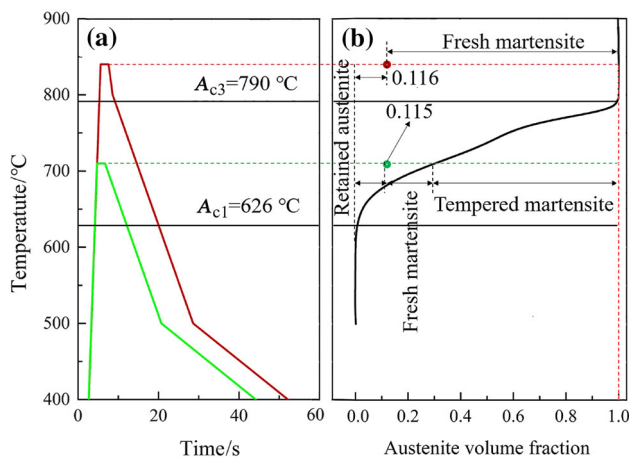 900
800
700
600
500
400
Temperatute/°C
(a)
Ac3=790 °C
Ac1=626 °C
0
20
40
60
Time/s
(b)
Fresh martensite
0.116
0.115
Retained austenite
Tempered martensite
Fresh martensite
0.0
0.2
0.4
0.6
0.8
1.0
Austenite volume fraction